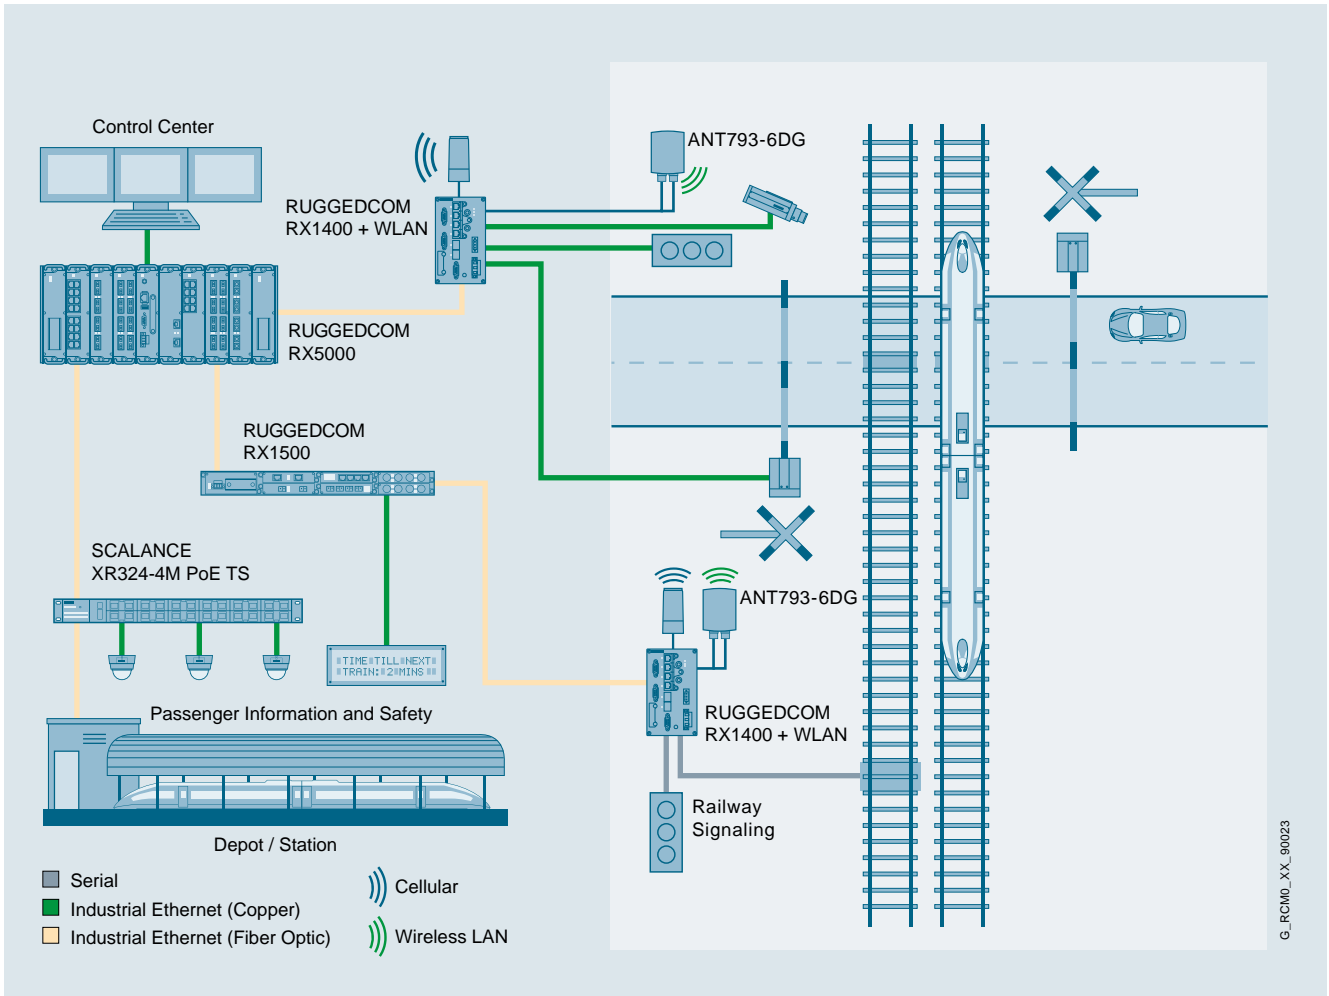 Control Center
RUGGEDCOM
RX1400 + WLAN
ANT793-6DG
RUGGEDCOM
RX5000
RUGGEDCOM
RX1500
SCALANCE
XR324-4M PoE TS
TIME TILL NEXT
TRAIN: 2 MINS
Passenger Information and Safety
Depot / Station
ANT793-6DG
RUGGEDCOM
RX1400 + WLAN
Railway
Signaling
Serial
Industrial Ethernet (Copper)
Industrial Ethernet (Fiber Optic)
Cellular
Wireless LAN
G_RCM0_XX_90023